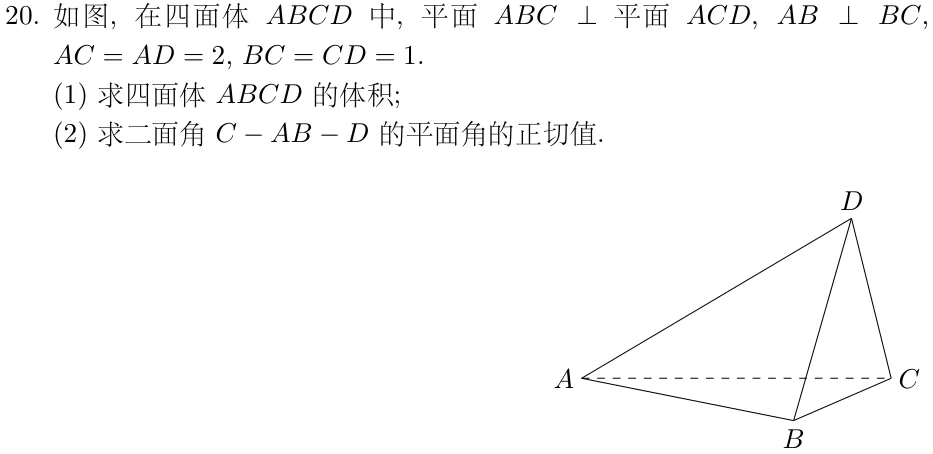 20. 如图, 在四面体 ABCD 中, 平面 ABC ⊥ 平面 ACD, AB ⊥ BC,
AC = AD = 2, BC = CD = 1.
(1) 求四面体 ABCD 的体积;
(2) 求二面角 C − AB − D 的平面角的正切值.
D
A
C
B